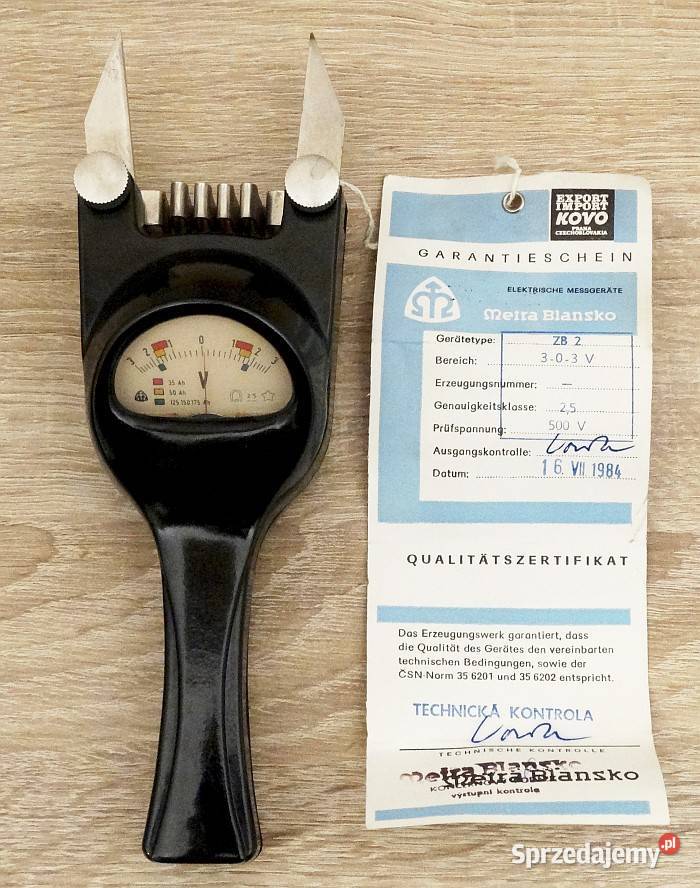 3 2 1 0 1 2 3
V
35 Ah
50 Ah
125 150 175 Ah
2,5
EXPORT
IMPORT
KOVO
PRAHA
CZECHOSLOVAKIA
GARANTIESCHEIN
ELEKTRISCHE MESSGERÄTE
Metra Blansko
Gerätetype: ZB 2
Bereich: 3-0-3 V
Erzeugungsnummer: —
Genauigkeitsklasse: 2,5
Prüfspannung: 500 V
Ausgangskontrolle:
Datum: 16. VII 1984
QUALITÄTSZERTIFIKAT
Das Erzeugungswerk garantiert, dass
die Qualität des Gerätes den vereinbarten
technischen Bedingungen, sowie der
ČSN-Norm 35 6201 und 35 6202 entspricht.
TECHNICKÁ KONTROLA
TECHNISCHE KONTROLLE
Metra Blansko
Metra Blansko
výstupní kontrola
Sprzedajemy.pl